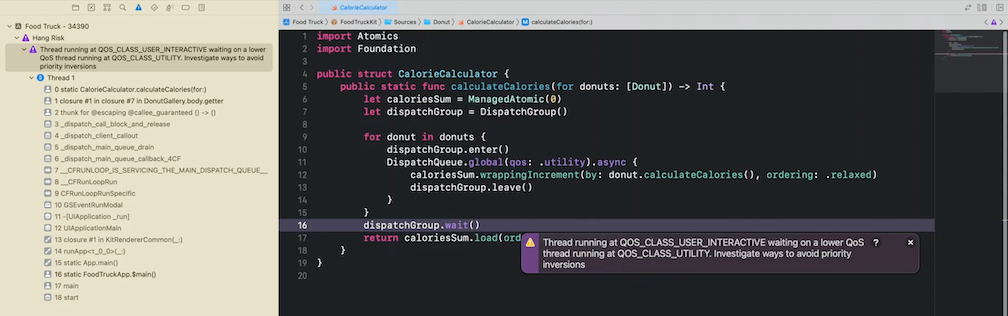 Food Truck - 34390
Hang Risk
Thread running at QOS_CLASS_USER_INTERACTIVE waiting on a lower
QoS thread running at QOS_CLASS_UTILITY. Investigate ways to avoid
priority inversions
Thread 1
0 static CalorieCalculator.calculateCalories(for:)
1 closure #1 in closure #7 in DonutGallery.body.getter
2 thunk for @escaping @callee_guaranteed () -> ()
3 _dispatch_call_block_and_release
4 _dispatch_client_callout
5 _dispatch_main_queue_drain
6 _dispatch_main_queue_callback_4CF
7 __CFRUNLOOP_IS_SERVICING_THE_MAIN_DISPATCH_QUEUE__
8 __CFRunLoopRun
9 CFRunLoopRunSpecific
10 GSEventRunModal
11 -[UIApplication _run]
12 UIApplicationMain
13 closure #1 in KitRendererCommon(_:)
14 runApp<τ_0_0>(_:)
15 static App.main()
16 static FoodTruckApp.$main()
17 main
18 start
CalorieCalculator
Food Truck
FoodTruckKit
Sources
Donut
CalorieCalculator
M calculateCalories(for:)
1 import Atomics
2 import Foundation
3
4 public struct CalorieCalculator {
5 public static func calculateCalories(for donuts: [Donut]) -> Int {
6 let caloriesSum = ManagedAtomic(0)
7 let dispatchGroup = DispatchGroup()
8
9 for donut in donuts {
10 dispatchGroup.enter()
11 DispatchQueue.global(qos: .utility).async {
12 caloriesSum.wrappingIncrement(by: donut.calculateCalories(), ordering: .relaxed)
13 dispatchGroup.leave()
14 }
15 }
16 dispatchGroup.wait()
17 return caloriesSum.load(ord
18 }
19 }
20
Thread running at QOS_CLASS_USER_INTERACTIVE waiting on a lower QoS ?
thread running at QOS_CLASS_UTILITY. Investigate ways to avoid priority
inversions